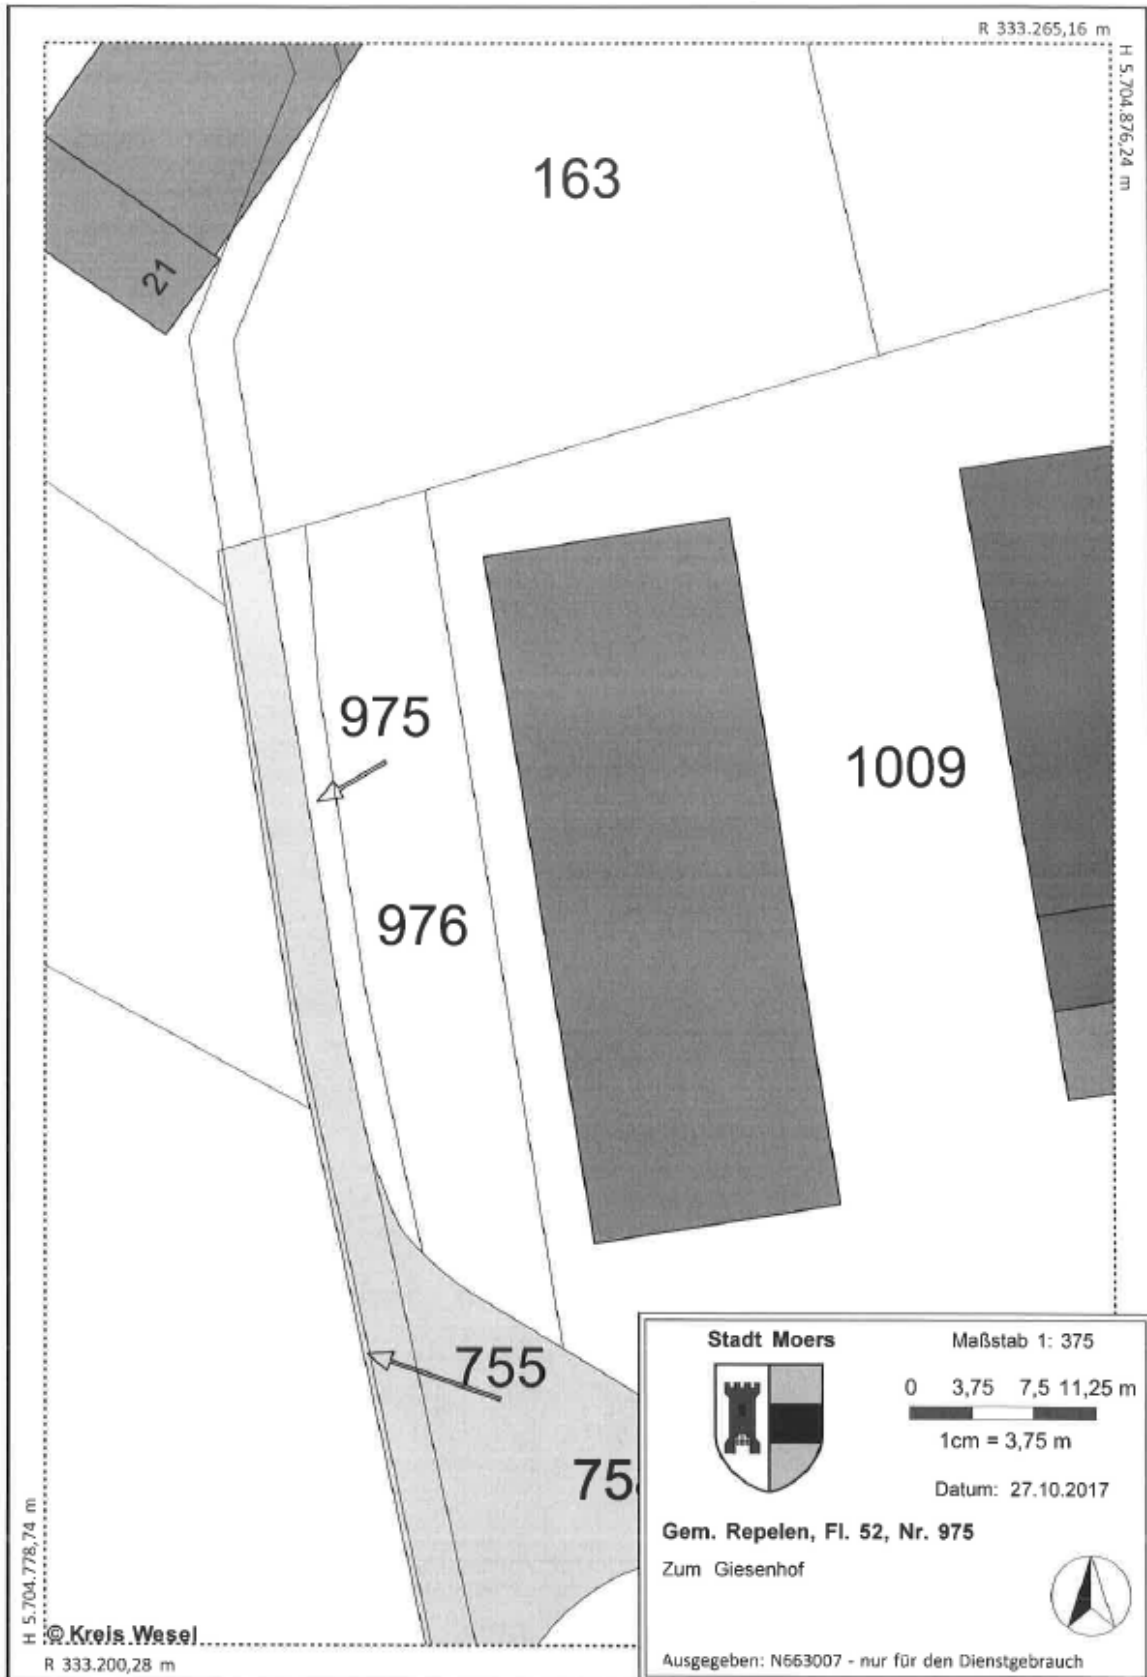 R 333.265,16 m
H 5.704.876,24 m
163
21
975
1009
976
755
Stadt Moers
Maßstab 1: 375
0 3,75 7,5 11,25 m
1cm = 3,75 m
Datum: 27.10.2017
Gem. Repelen, Fl. 52, Nr. 975
Zum Giesenhof
Ausgegeben: N663007 - nur für den Dienstgebrauch
H 5.704.778,74 m
© Kreis Wesel
R 333.200,28 m